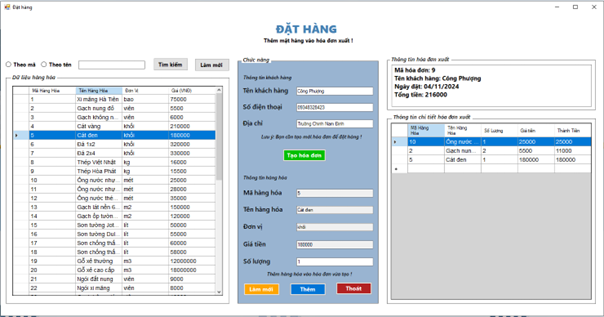 Đặt hàng
ĐẶT HÀNG
Thêm mặt hàng vào hóa đơn xuất !
Theo mã Theo tên Tìm kiếm Làm mới
Dữ liệu hàng hóa
Mã Hàng Hóa Tên Hàng Hóa Đơn Vị Giá (VNĐ)
1 Xi măng Hà Tiên bao 75000
2 Gạch nung đỏ viên 5500
3 Gạch không n... viên 6000
4 Cát vàng khối 210000
5 Cát đen khối 180000
6 Đá 1x2 khối 320000
7 Đá 2x4 khối 330000
8 Thép Việt Nhật kg 16000
9 Thép Hòa Phát kg 15500
10 Ống nước nhự... mét 25000
11 Ống nước nhự... mét 28000
12 Ống nước thé... mét 35000
13 Gạch lát nền 6... m2 150000
14 Gạch ốp tườn... m2 120000
15 Sơn tường Jot... lít 50000
16 Sơn tường Dul... lít 55000
17 Sơn chống thấ... lít 60000
18 Sơn chống thấ... lít 58000
19 Gỗ xẻ thường m3 12000000
20 Gỗ xẻ cao cấp m3 18000000
21 Ngói đất nung viên 9000
22 Ngói xi măng viên 8000
Chức năng
Thông tin khách hàng
Tên khách hàng Công Phượng
Số điện thoại 09346326423
Địa chỉ Trường Chinh Nam Định
Lưu ý: Bạn cần tạo mới hóa đơn để đặt hàng !
Tạo hóa đơn
Thông tin hàng hóa
Mã hàng hóa 5
Tên hàng hóa Cát đen
Đơn vị khối
Giá tiền 180000
Số lượng 1
Thêm hàng hóa vào hóa đơn vừa tạo !
Làm mới Thêm Thoát
Thông tin hóa đơn xuất
Mã hóa đơn: 9
Tên khách hàng: Công Phượng
Ngày đặt: 04/11/2024
Tổng tiền: 216000
Thông tin chi tiết hóa đơn xuất
Mã Hàng Hóa Tên Hàng Hóa Số Lượng Giá tiền Thành Tiền
10 Ống nước ... 1 25000 25000
2 Gạch nun... 2 5500 11000
5 Cát đen 1 180000 180000